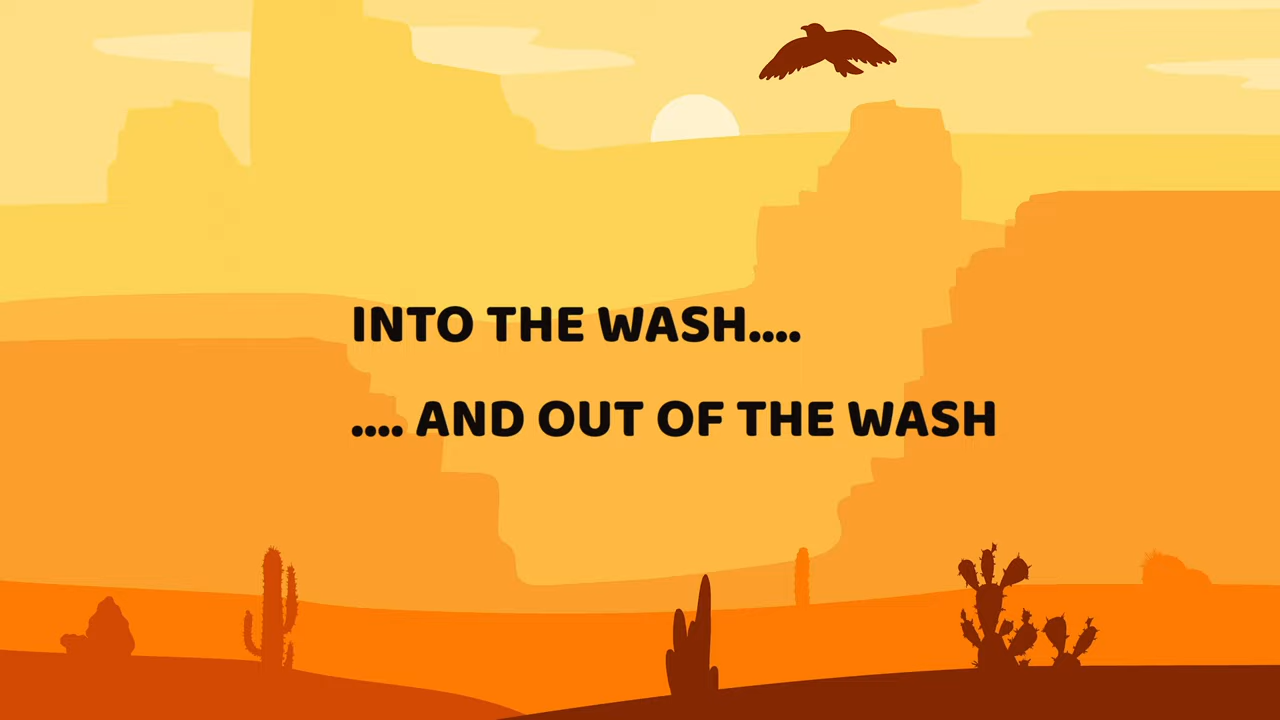 INTO THE WASH....
.... AND OUT OF THE WASH